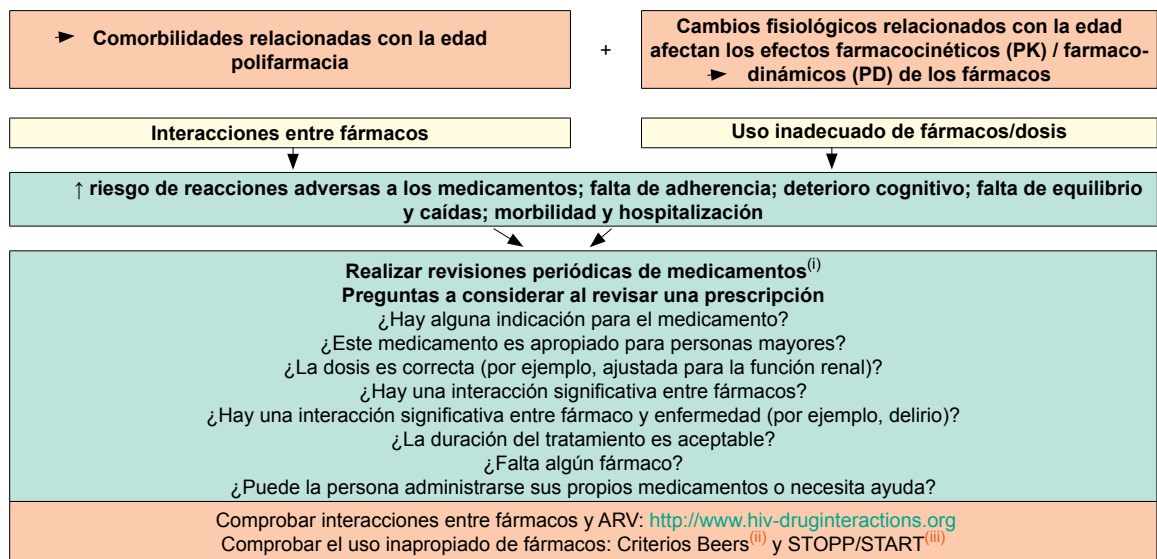 Comorbilidades relacionadas con la edad
polifarmacia
+
Cambios fisiológicos relacionados con la edad
afectan los efectos farmacocinéticos (PK) / farmaco-
dinámicos (PD) de los fármacos
Interacciones entre fármacos
Uso inadecuado de fármacos/dosis
↑ riesgo de reacciones adversas a los medicamentos; falta de adherencia; deterioro cognitivo; falta de equilibrio
y caídas; morbilidad y hospitalización
Realizar revisiones periódicas de medicamentos(i)
Preguntas a considerar al revisar una prescripción
¿Hay alguna indicación para el medicamento?
¿Este medicamento es apropiado para personas mayores?
¿La dosis es correcta (por ejemplo, ajustada para la función renal)?
¿Hay una interacción significativa entre fármacos?
¿Hay una interacción significativa entre fármaco y enfermedad (por ejemplo, delirio)?
¿La duración del tratamiento es aceptable?
¿Falta algún fármaco?
¿Puede la persona administrarse sus propios medicamentos o necesita ayuda?
Comprobar interacciones entre fármacos y ARV: http://www.hiv-druginteractions.org
Comprobar el uso inapropiado de fármacos: Criterios Beers(ii) y STOPP/START(iii)